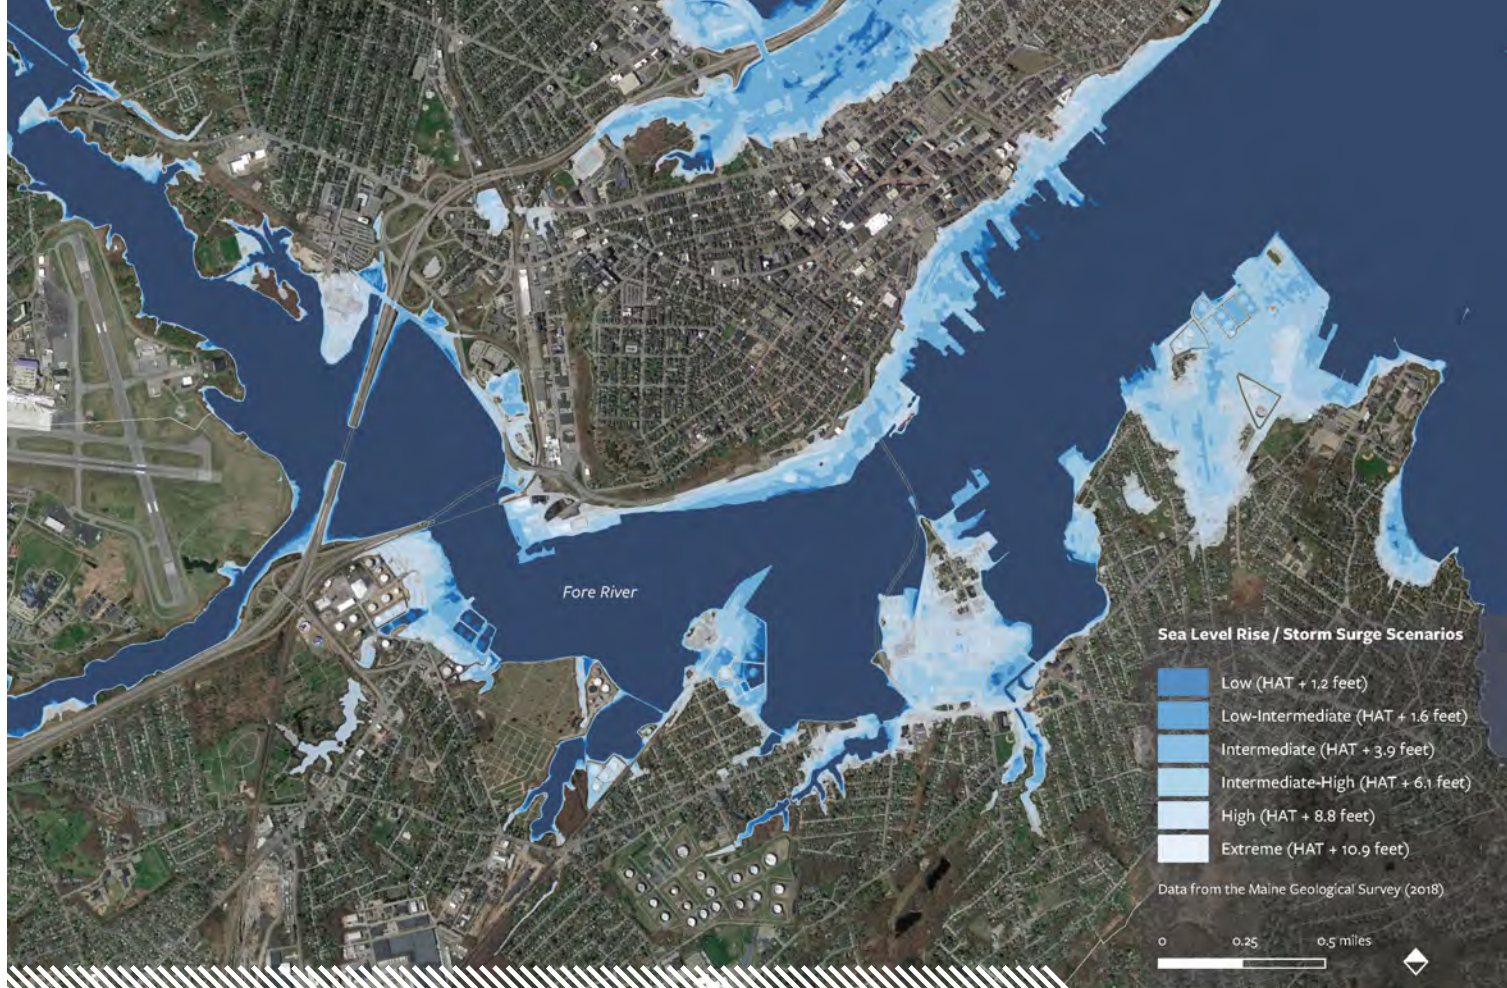 Fore River
Sea Level Rise / Storm Surge Scenarios
Low (HAT + 1.2 feet)
Low-Intermediate (HAT + 1.6 feet)
Intermediate (HAT + 3.9 feet)
Intermediate-High (HAT + 6.1 feet)
High (HAT + 8.8 feet)
Extreme (HAT + 10.9 feet)
Data from the Maine Geological Survey (2018)
0 0.25 0.5 miles